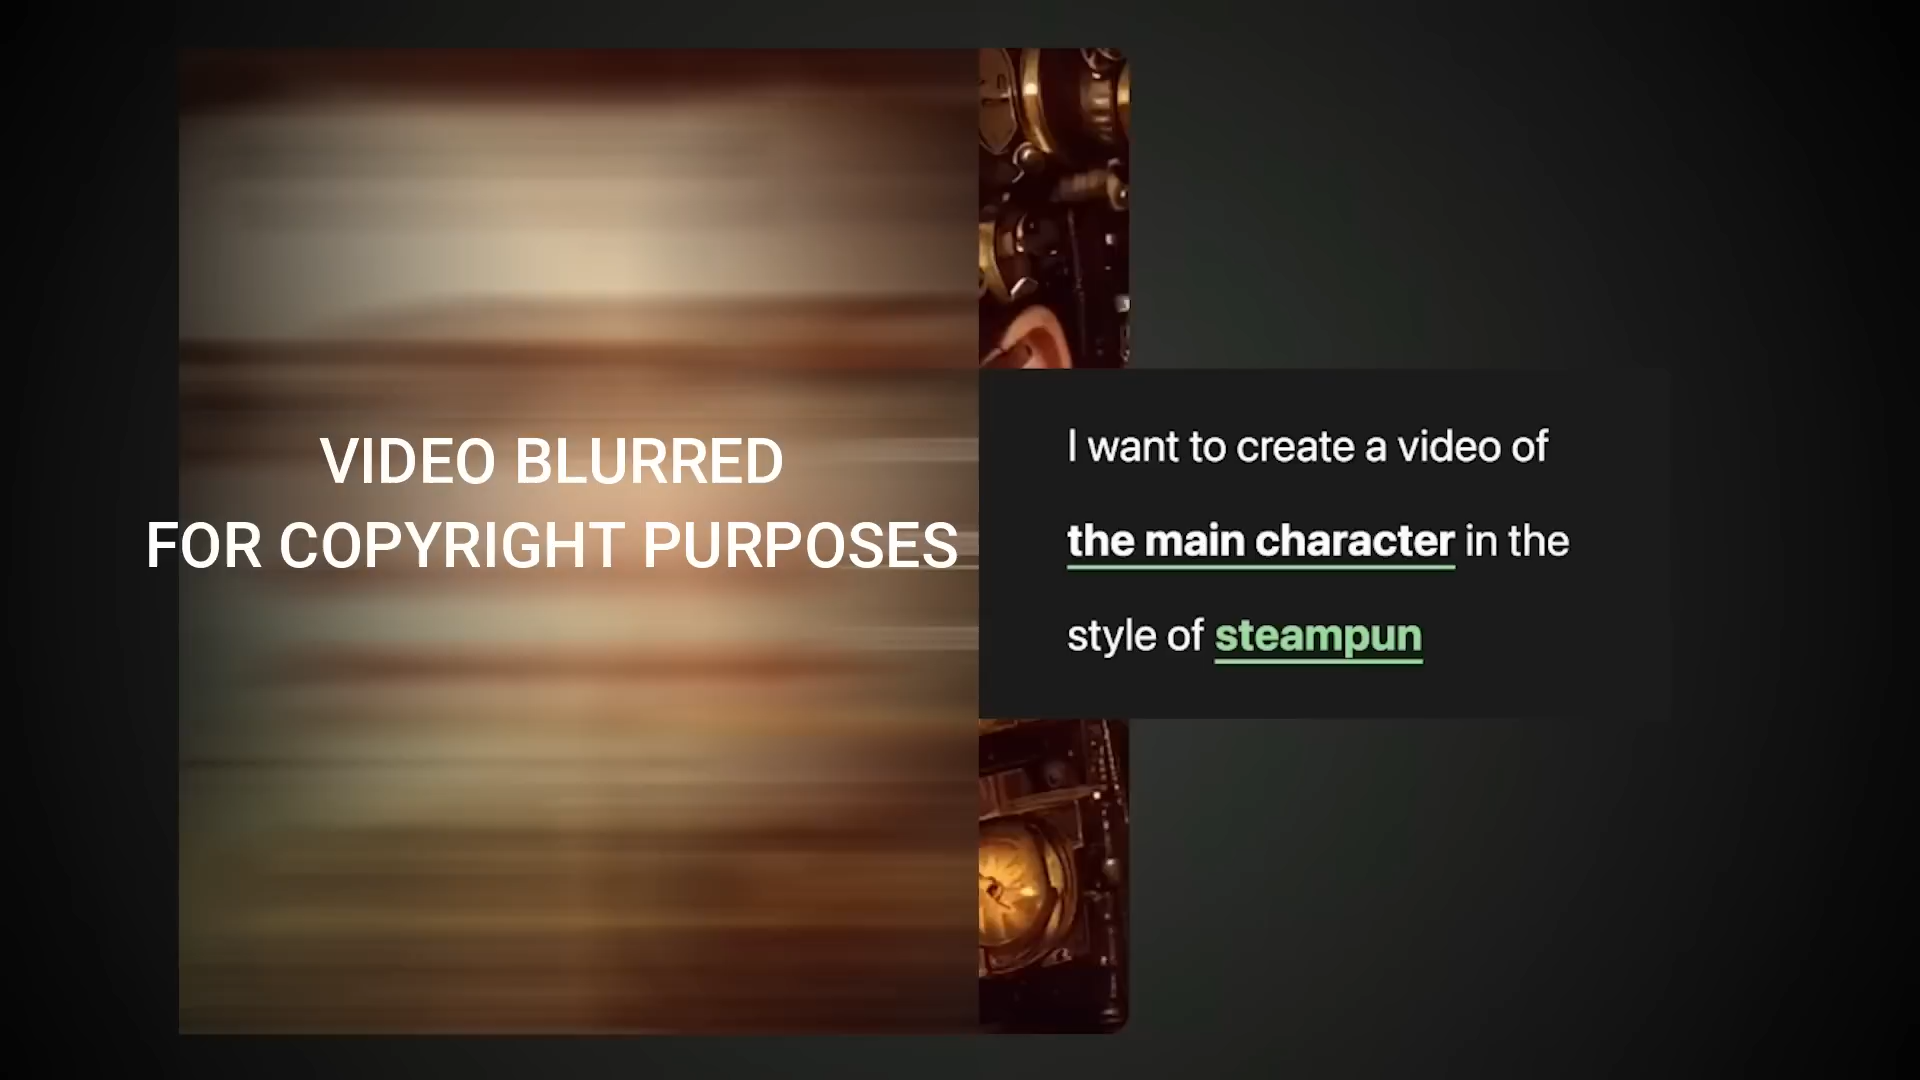 VIDEO BLURRED
FOR COPYRIGHT PURPOSES
I want to create a video of
the main character in the
style of steampun